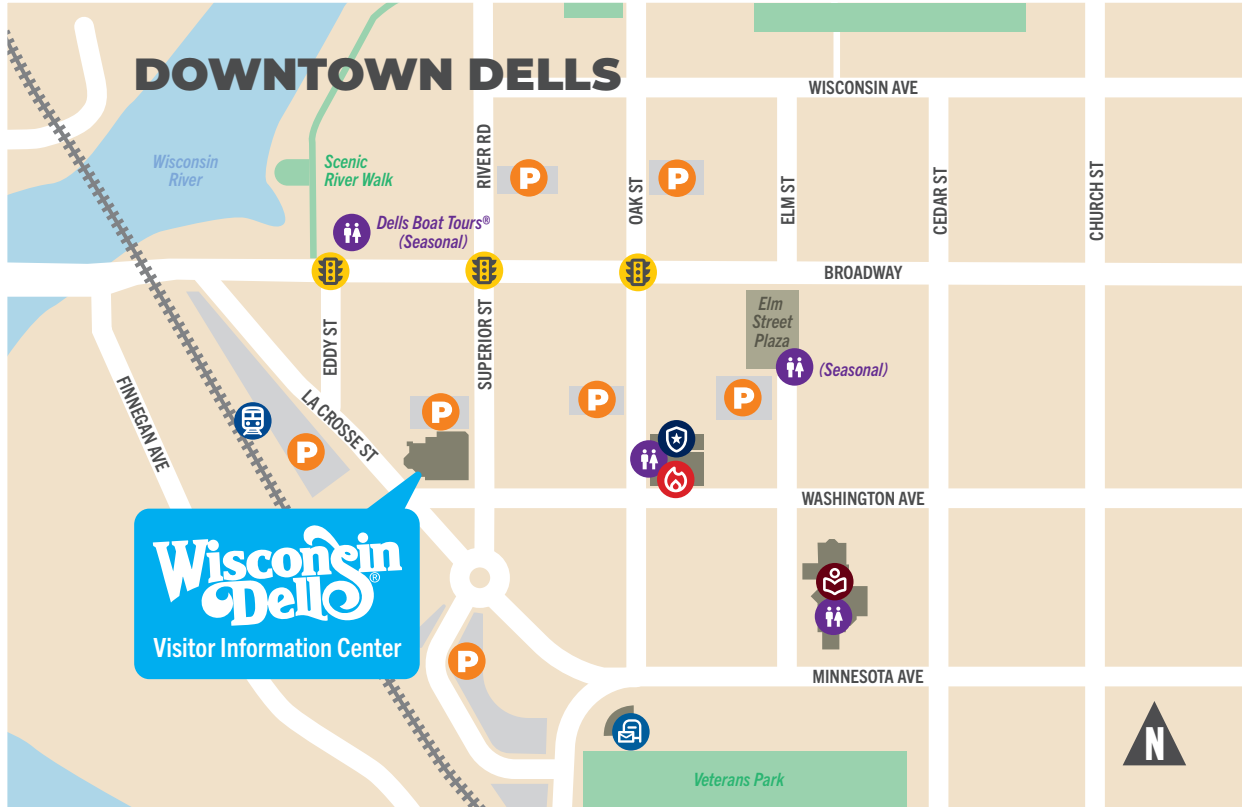 DOWNTOWN DELLS
WISCONSIN AVE
Wisconsin
River
Scenic
River Walk
RIVER RD
P
P
OAK ST
ELM ST
CEDAR ST
CHURCH ST
Dells Boat Tours®
(Seasonal)
BROADWAY
Elm
Street
Plaza
(Seasonal)
EDDY ST
SUPERIOR ST
FINNEGAN AVE
LA CROSSE ST
P
P
P
P
WASHINGTON AVE
Wisconsin
Dells®
Visitor Information Center
P
MINNESOTA AVE
Veterans Park
N